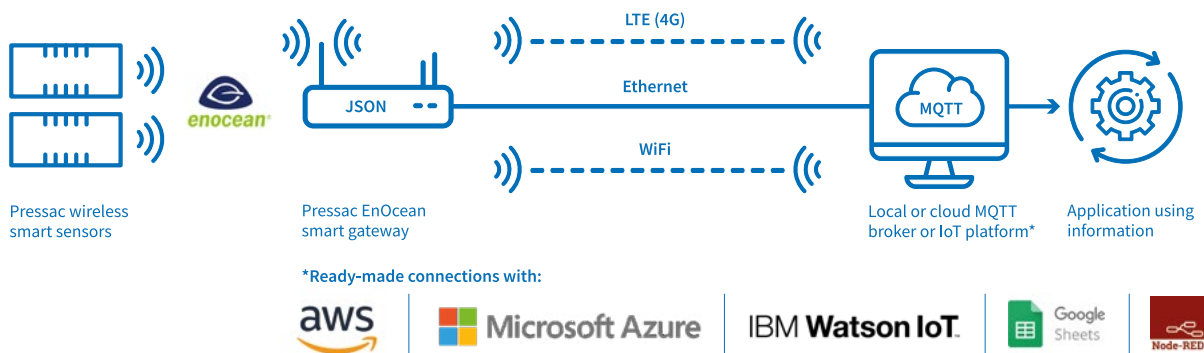 LTE (4G)
enocean®
JSON
Ethernet
MQTT
WiFi
Pressac wireless
smart sensors
Pressac EnOcean
smart gateway
Local or cloud MQTT
broker or IoT platform*
Application using
information
*Ready-made connections with:
aws
Microsoft Azure
IBM Watson IoT™
Google
Sheets
Node-RED